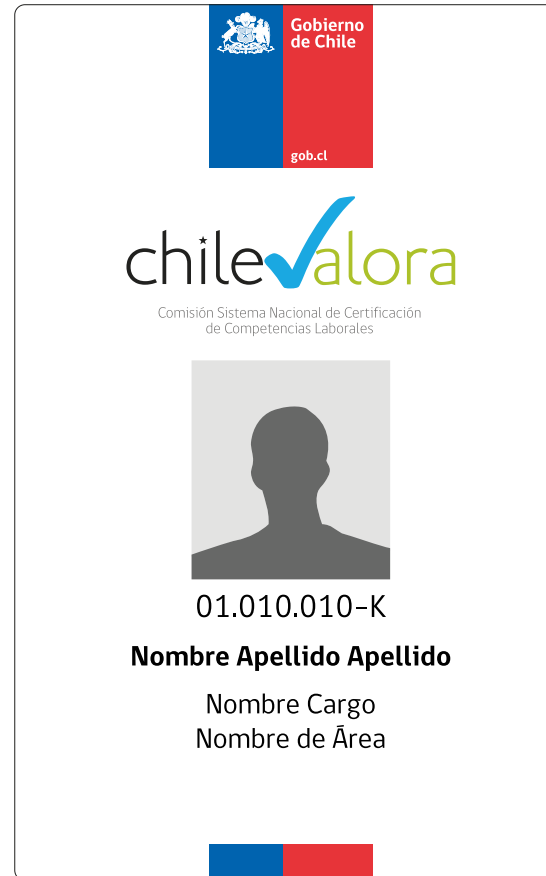 Gobierno
de Chile
gob.cl
chilevalora
Comisión Sistema Nacional de Certificación
de Competencias Laborales
01.010.010-K
Nombre Apellido Apellido
Nombre Cargo
Nombre de Área